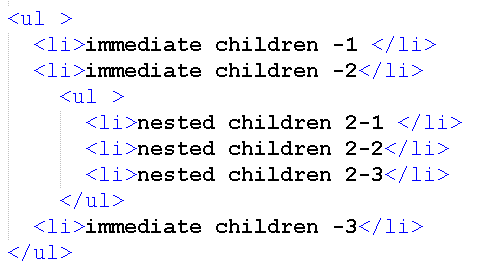 <ul >
<li>immediate children -1 </li>
<li>immediate children -2</li>
<ul >
<li>nested children 2-1 </li>
<li>nested children 2-2</li>
<li>nested children 2-3</li>
</ul>
<li>immediate children -3</li>
</ul>